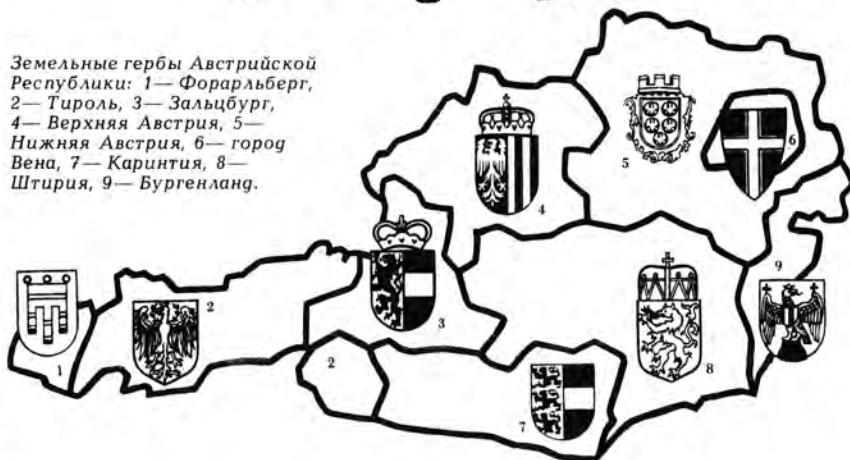 Земельные гербы Австрийской
Республики: 1— Форарльберг,
2— Тироль, 3— Зальцбург,
4— Верхняя Австрия, 5—
Нижняя Австрия, 6— город
Вена, 7— Каринтия, 8—
Штирия, 9— Бургенланд.
1
2
2
3
4
5
6
7
8
9